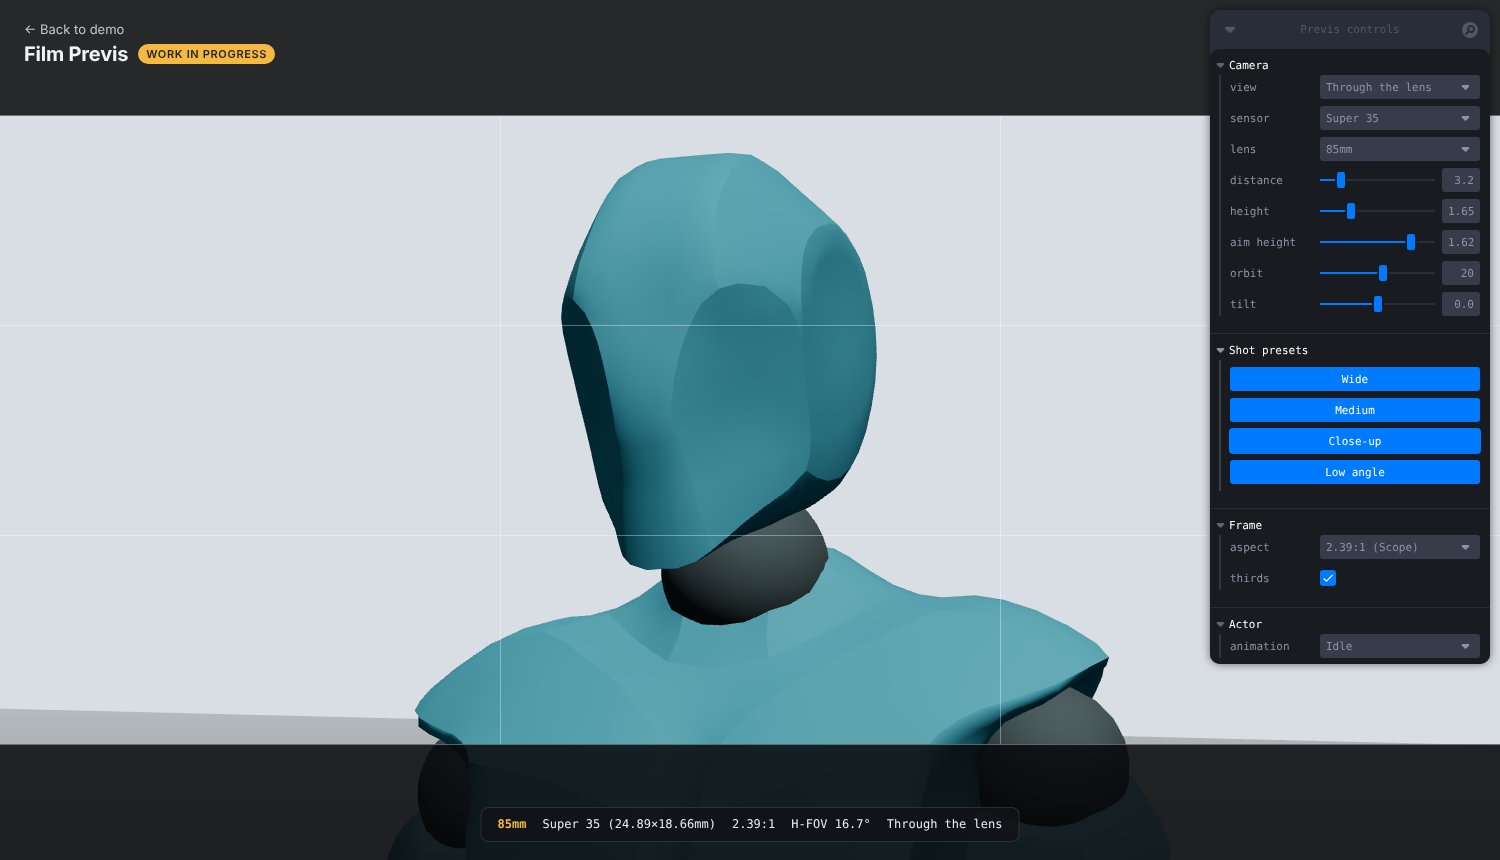 ← Back to demo
Film Previs WORK IN PROGRESS
Previs controls
Camera
view Through the lens
sensor Super 35
lens 85mm
distance 3.2
height 1.65
aim height 1.62
orbit 20
tilt 0.0
Shot presets
Wide
Medium
Close-up
Low angle
Frame
aspect 2.39:1 (Scope)
thirds
Actor
animation Idle
85mm Super 35 (24.89×18.66mm) 2.39:1 H-FOV 16.7° Through the lens